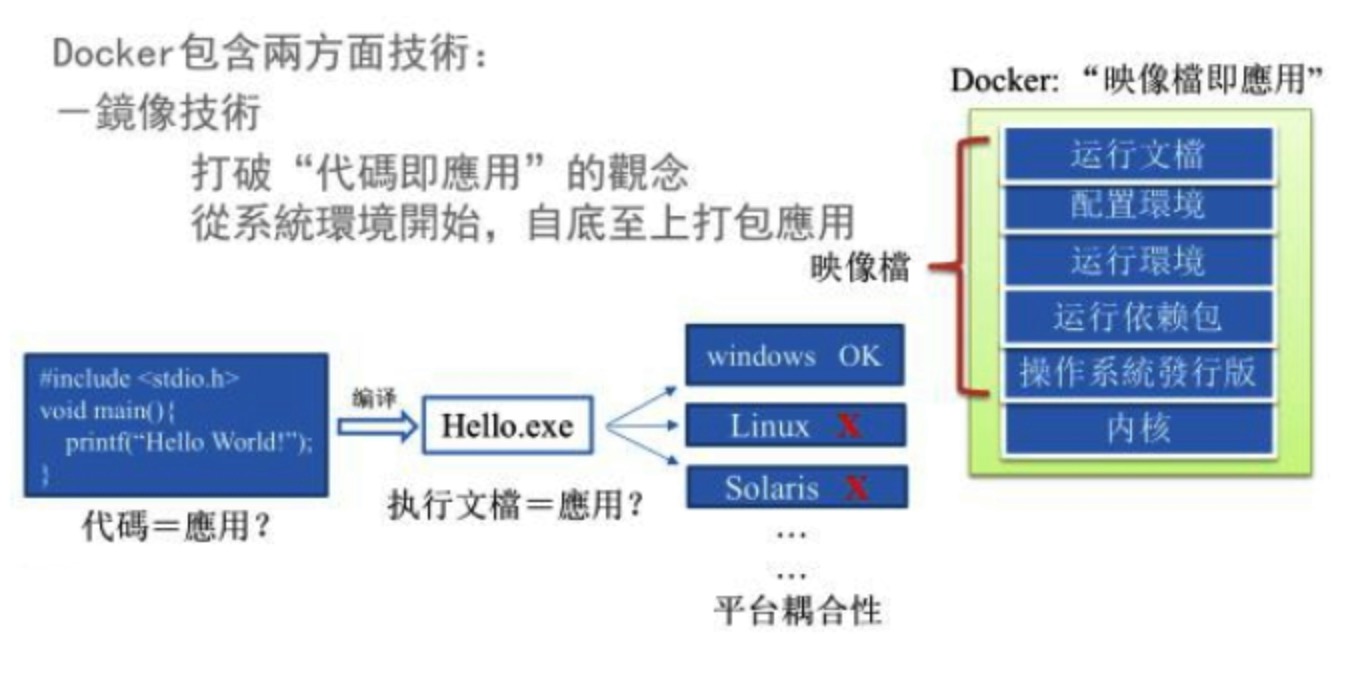 Docker包含兩方面技術：
－鏡像技術
打破“代碼即應用”的觀念
從系統環境開始，自底至上打包應用
Docker: “映像檔即應用”
运行文檔
配置環境
运行環境
运行依赖包
操作系統發行版
内核
映像檔
#include <stdio.h>
void main(){
printf(“Hello World!”);
}
代碼＝應用?
编译
Hello.exe
执行文檔＝應用?
windows OK
Linux X
Solaris X
…
…
平台耦合性